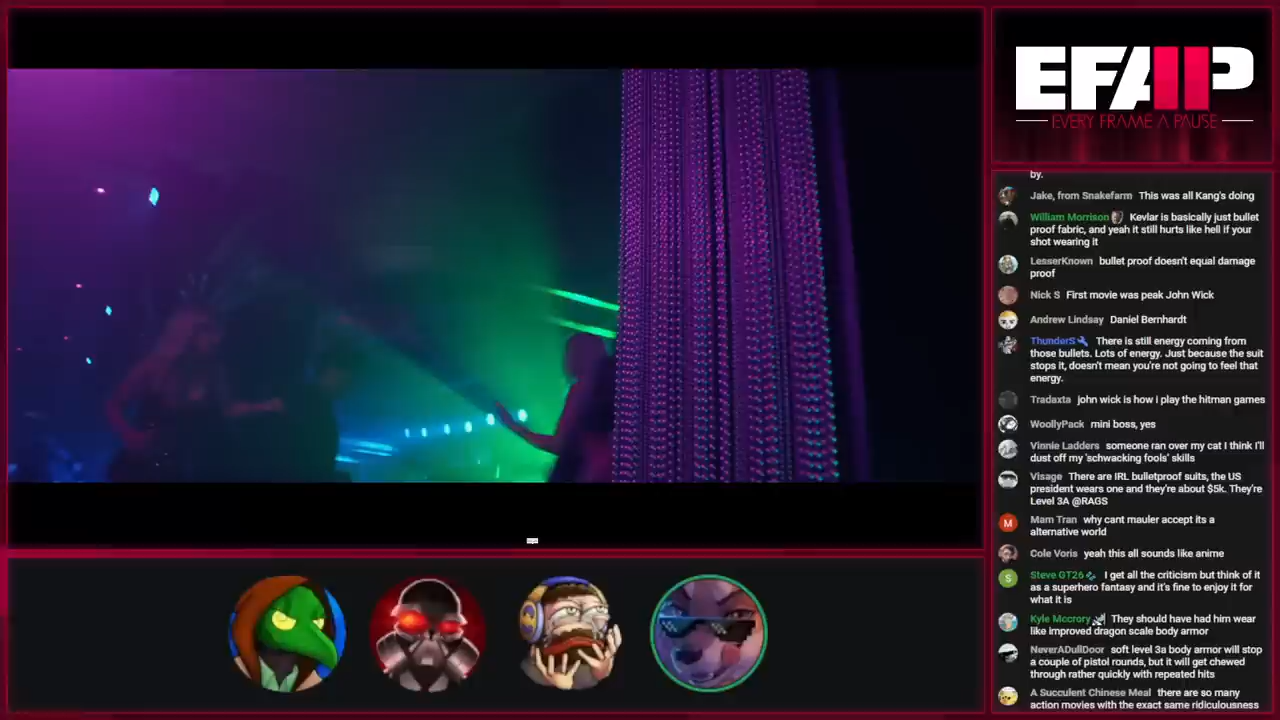 EFAP
EVERY FRAME A PAUSE
by.
Jake, from Snakefarm This was all Kang's doing
William Morrison Kevlar is basically just bullet
proof fabric, and yeah it still hurts like hell if your
shot wearing it
LesserKnown bullet proof doesn't equal damage
proof
Nick S First movie was peak John Wick
Andrew Lindsay Daniel Bernhardt
ThunderS There is still energy coming from
those bullets. Lots of energy. Just because the suit
stops it, doesn't mean you're not going to feel that
energy.
Tradaxta john wick is how i play the hitman games
WoollyPack mini boss, yes
Vinnie Ladders someone ran over my cat I think I'll
dust off my 'schwacking fools' skills
Visage There are IRL bulletproof suits, the US
president wears one and they're about $5k. They're
Level 3A @RAGS
M
Mam Tran why cant mauler accept its a
alternative world
Cole Voris yeah this all sounds like anime
S
Steve GT26 I get all the criticism but think of it
as a superhero fantasy and it's fine to enjoy it for
what it is
Kyle Mccrory They should have had him wear
like improved dragon scale body armor
NeverADullDoor soft level 3a body armor will stop
a couple of pistol rounds, but it will get chewed
through rather quickly with repeated hits
A Succulent Chinese Meal there are so many
action movies with the exact same ridiculousness